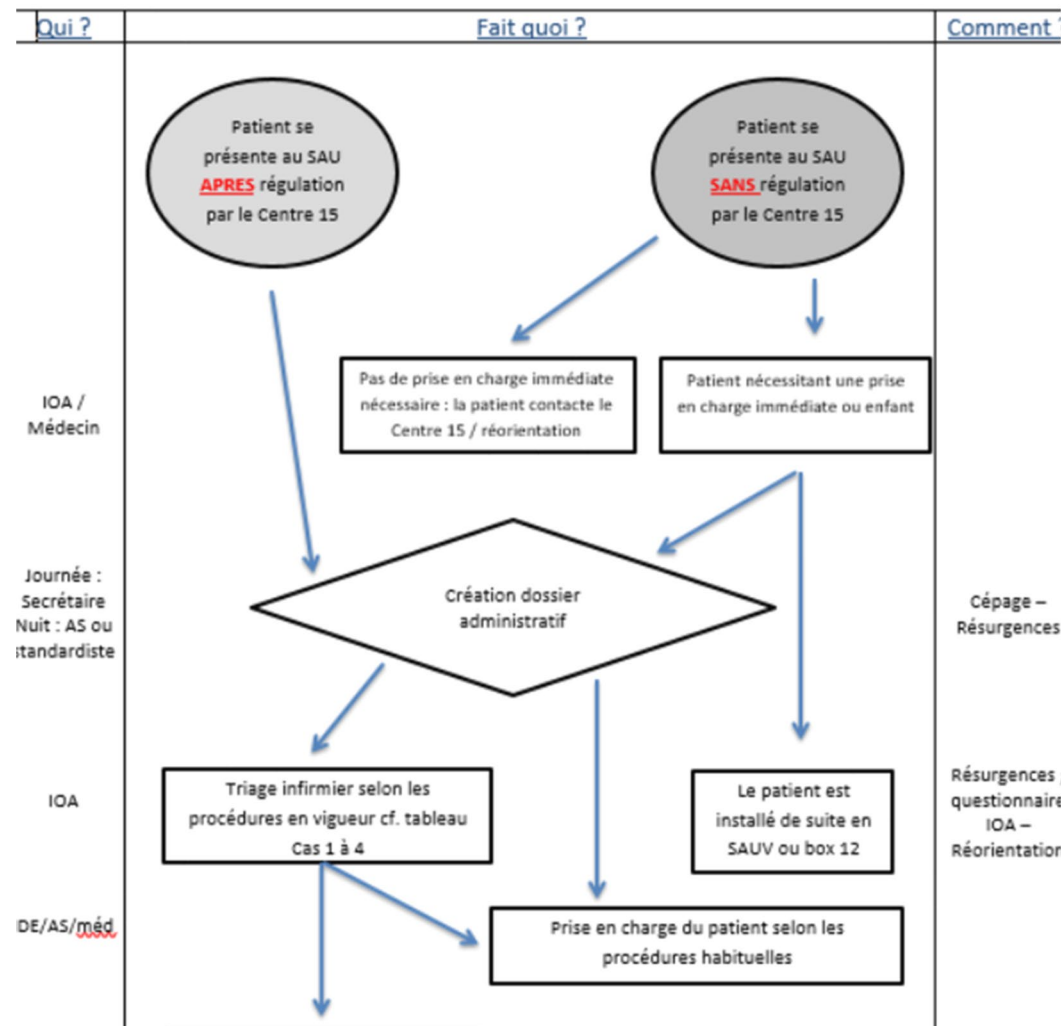 Qui ?
Fait quoi ?
Comment ?
Patient se
présente au SAU
APRES régulation
par le Centre 15
Patient se
présente au SAU
SANS régulation
par le Centre 15
IOA /
Médecin
Pas de prise en charge immédiate
nécessaire : la patient contacte le
Centre 15 / réorientation
Patient nécessitant une prise
en charge immédiate ou enfant
Journée :
Secrétaire
Nuit : AS ou
standardiste
Création dossier
administratif
Cépage –
Résurgences
IOA
Triage infirmier selon les
procédures en vigueur cf. tableau
Cas 1 à 4
Le patient est
installé de suite en
SAUV ou box 12
Résurgences
questionnaire
IOA –
Réorientation
DE/AS/méd
Prise en charge du patient selon les
procédures habituelles